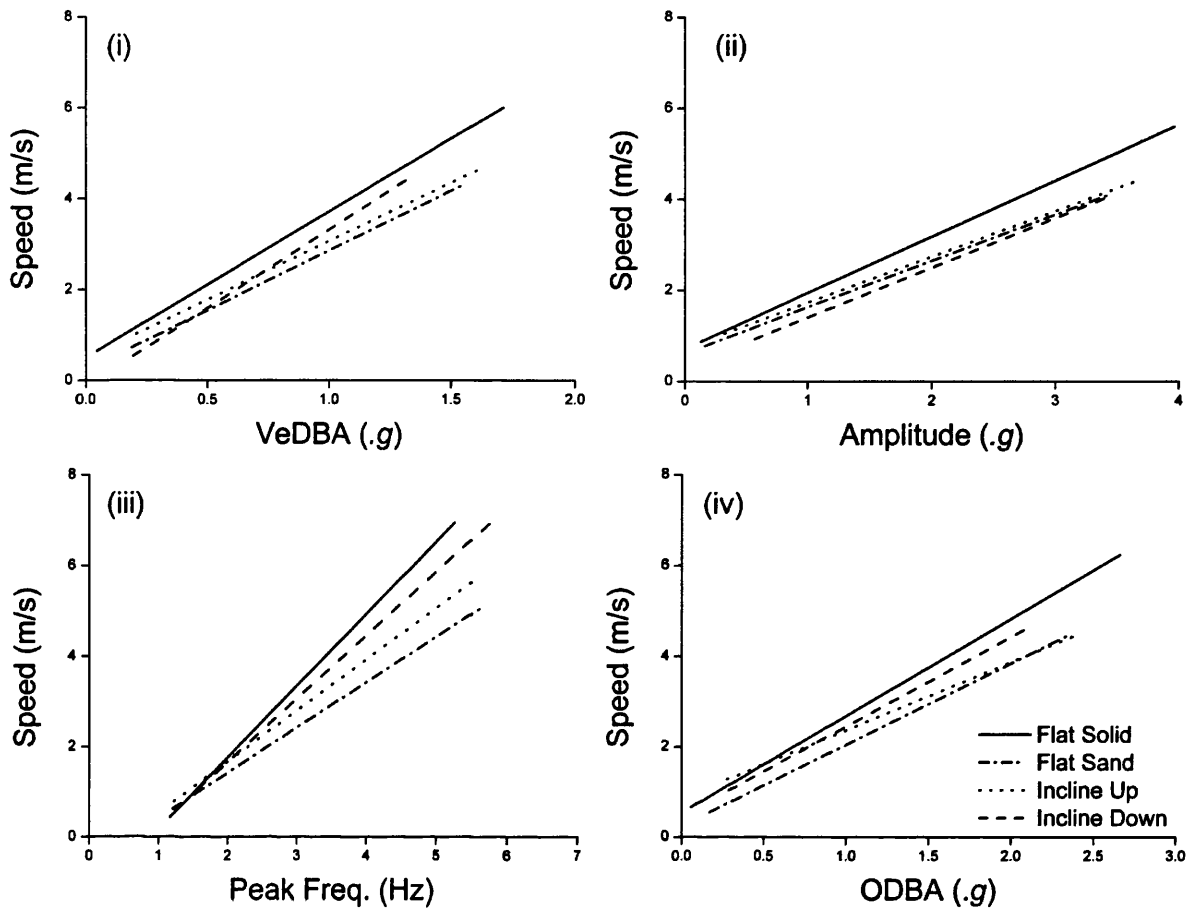 (i)
8
6
4
2
0
Speed (m/s)
0.0 0.5 1.0 1.5 2.0
VeDBA (.g)
(ii)
8
6
4
2
0
Speed (m/s)
0 1 2 3 4
Amplitude (.g)
(iii)
8
6
4
2
0
Speed (m/s)
0 1 2 3 4 5 6 7
Peak Freq. (Hz)
(iv)
8
6
4
2
0
Speed (m/s)
0.0 0.5 1.0 1.5 2.0 2.5 3.0
ODBA (.g)
Flat Solid
Flat Sand
Incline Up
Incline Down